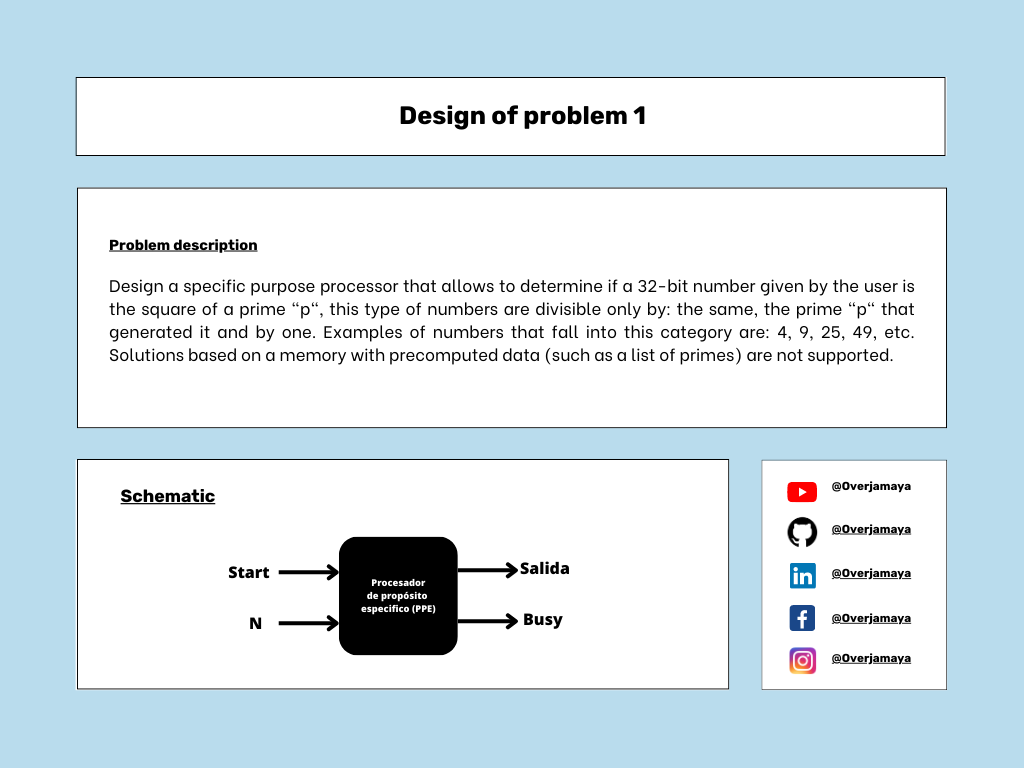 Design of problem 1
Problem description
Design a specific purpose processor that allows to determine if a 32-bit number given by the user is
the square of a prime “p“, this type of numbers are divisible only by: the same, the prime “p“ that
generated it and by one. Examples of numbers that fall into this category are: 4, 9, 25, 49, etc.
Solutions based on a memory with precomputed data (such as a list of primes) are not supported.
Schematic
Start
N
Procesador
de propósito
especifico (PPE)
Salida
Busy
@Overjamaya
@Overjamaya
in
@Overjamaya
f
@Overjamaya
@Overjamaya